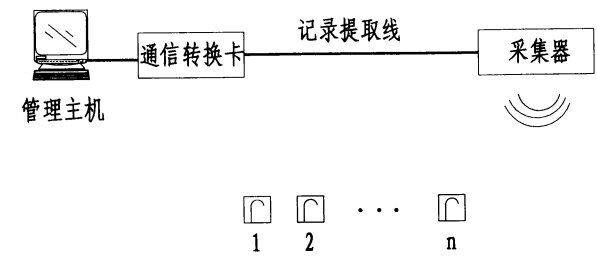 记录提取线
通信转换卡
采集器
管理主机
1 2 ··· n